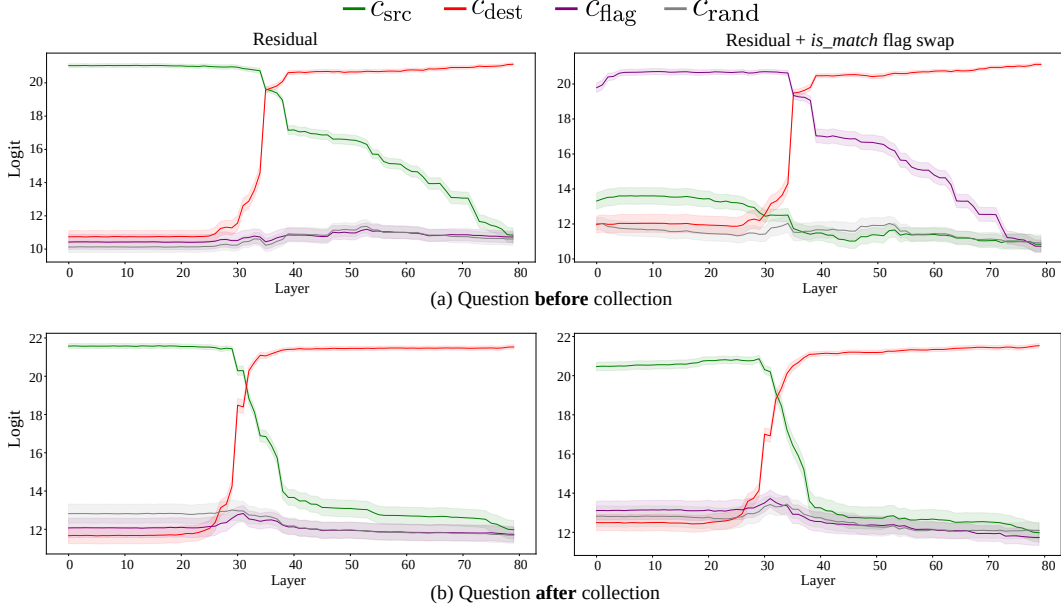 c_src c_dest c_flag c_rand
Residual
Residual + is_match flag swap
Logit
20
18
16
14
12
10
0 10 20 30 40 50 60 70 80
Layer
20
18
16
14
12
10
0 10 20 30 40 50 60 70 80
Layer
(a) Question before collection
Logit
22
20
18
16
14
12
0 10 20 30 40 50 60 70 80
Layer
22
20
18
16
14
12
0 10 20 30 40 50 60 70 80
Layer
(b) Question after collection